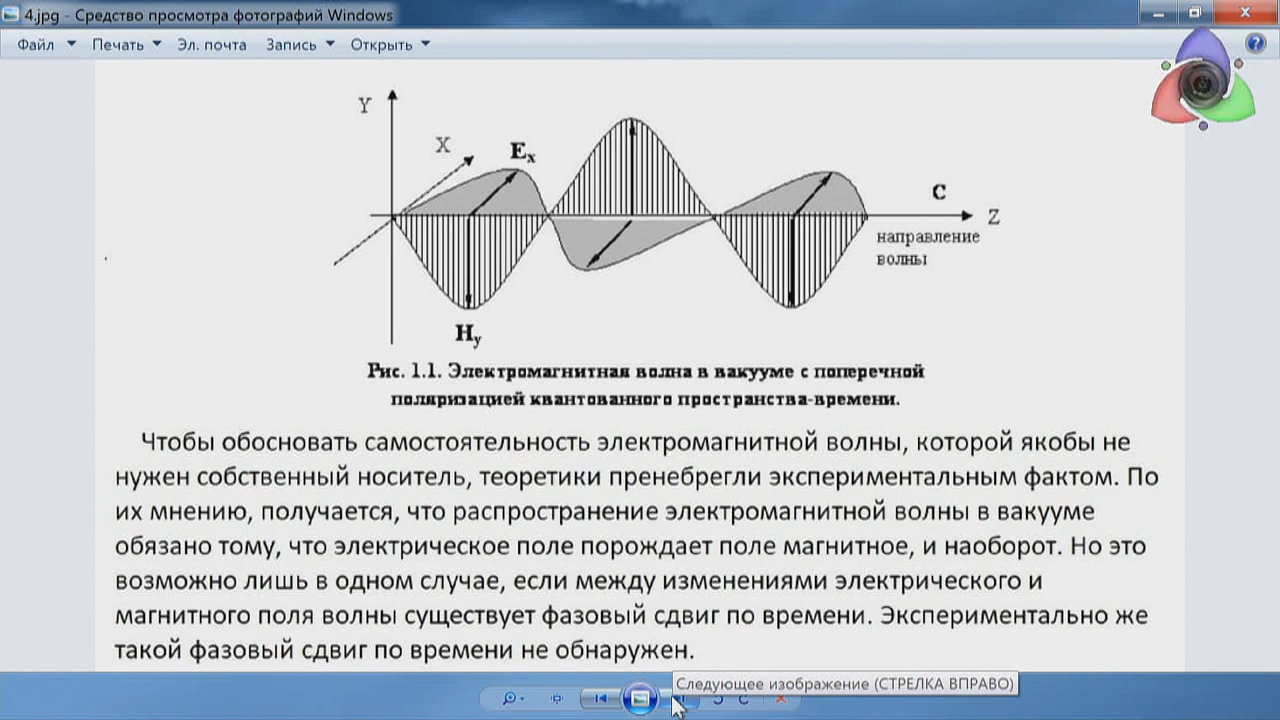 4.jpg - Средство просмотра фотографий Windows
Файл Печать Эл. почта Запись Открыть
Y
X
Ex
C
Z
направление
волны
Hy
Рис. 1.1. Электромагнитная волна в вакууме с поперечной
поляризацией квантованного пространства-времени.
Чтобы обосновать самостоятельность электромагнитной волны, которой якобы не
нужен собственный носитель, теоретики пренебрегли экспериментальным фактом. По
их мнению, получается, что распространение электромагнитной волны в вакууме
обязано тому, что электрическое поле порождает поле магнитное, и наоборот. Но это
возможно лишь в одном случае, если между изменениями электрического и
магнитного поля волны существует фазовый сдвиг по времени. Экспериментально же
такой фазовый сдвиг по времени не обнаружен.
Следующее изображение (СТРЕЛКА ВПРАВО)